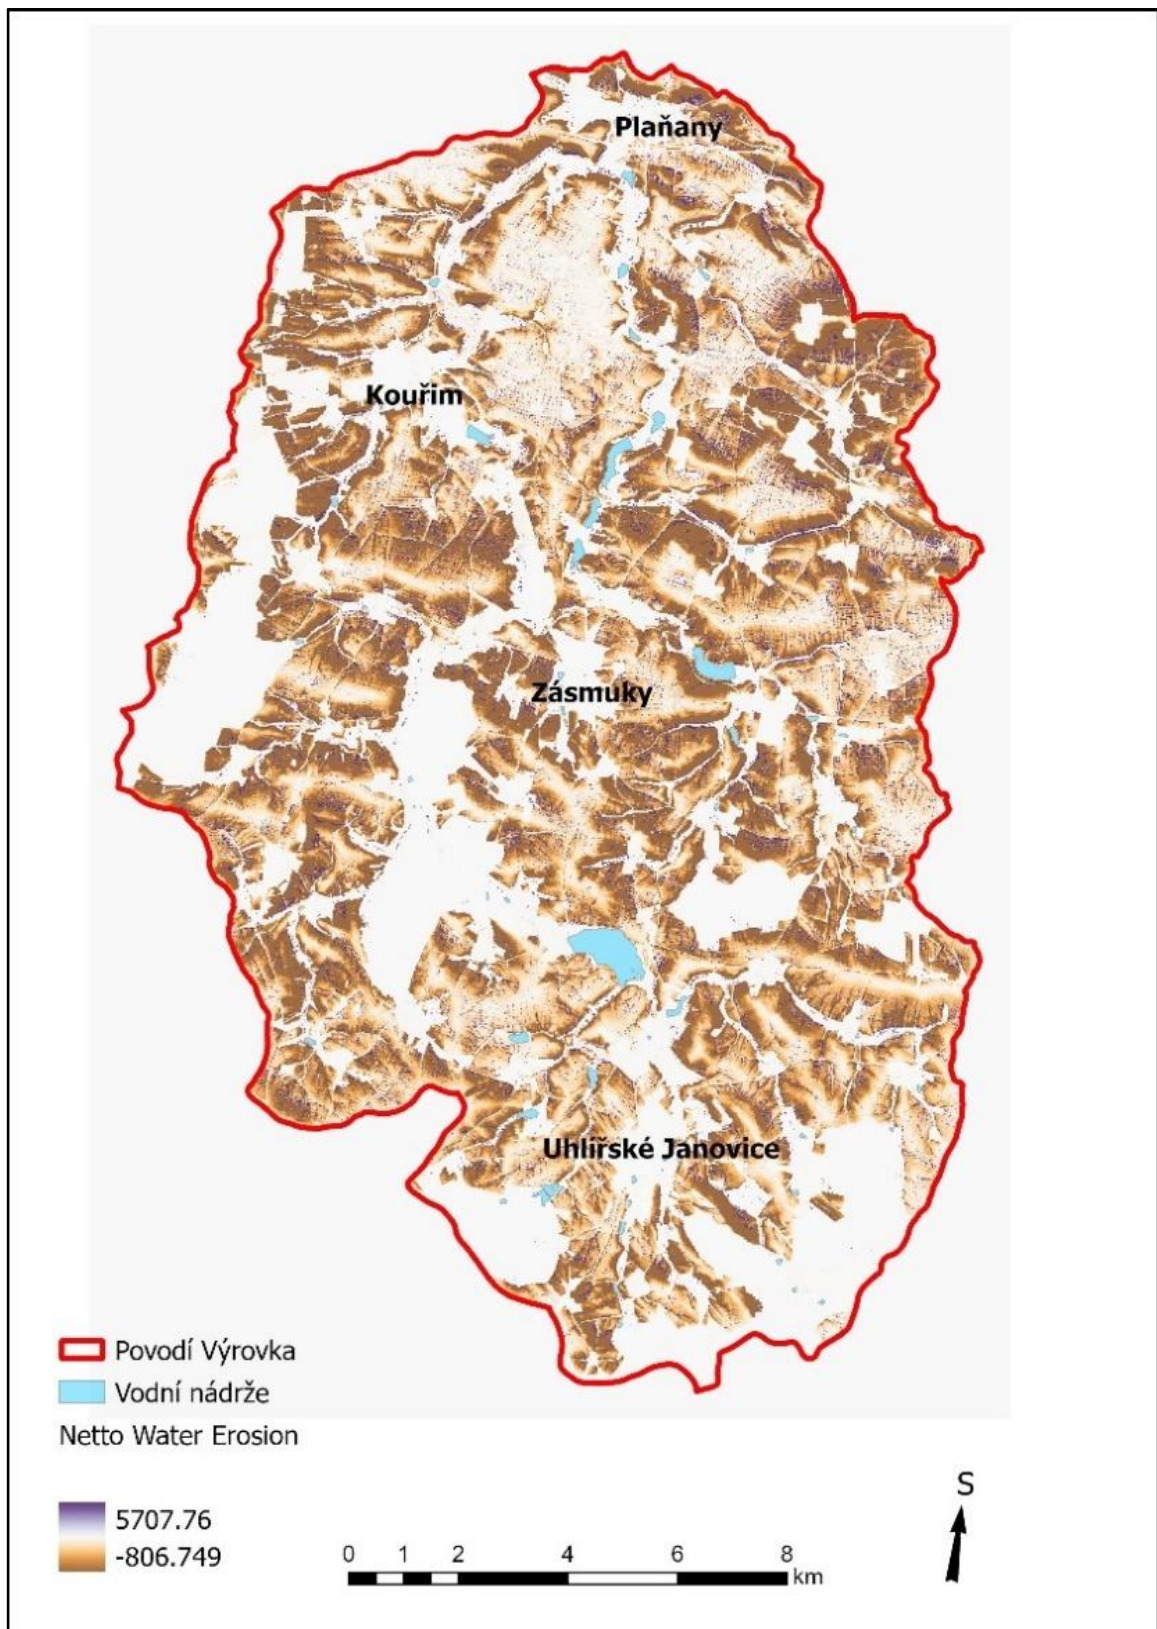 Plaňany
Kouřim
Zásmuky
Uhlířské Janovice
Povodí Výrovka
Vodní nádrže
Netto Water Erosion
5707.76
-806.749
0 1 2 4 6 8
km
S